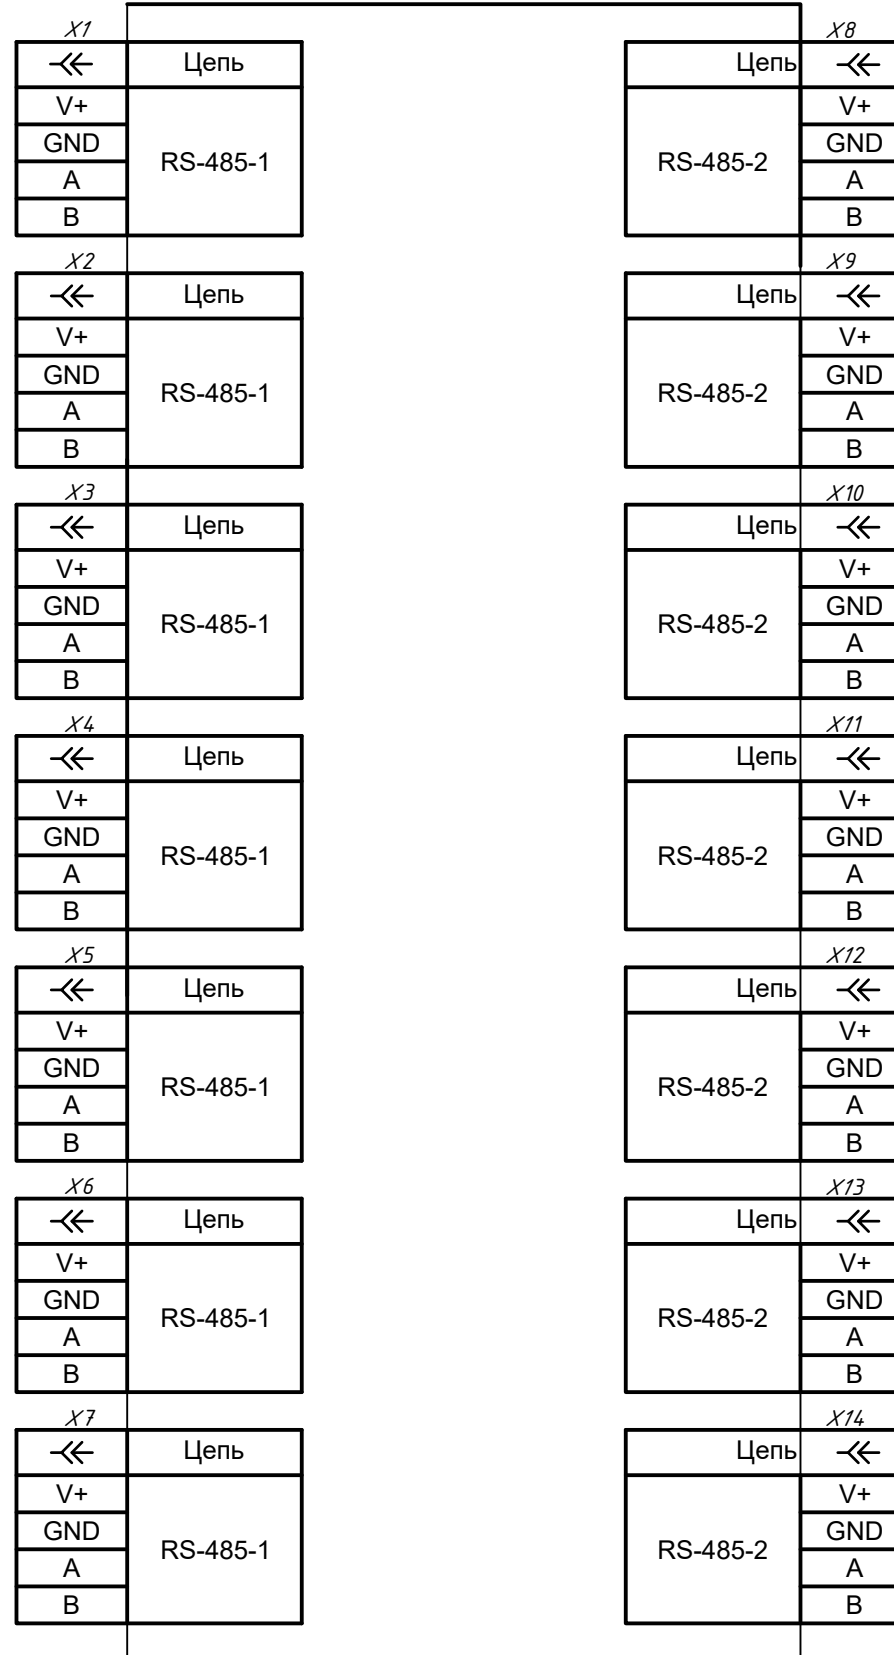 X1
Цепь
V+
GND
A
B
RS-485-1
X2
Цепь
V+
GND
A
B
RS-485-1
X3
Цепь
V+
GND
A
B
RS-485-1
X4
Цепь
V+
GND
A
B
RS-485-1
X5
Цепь
V+
GND
A
B
RS-485-1
X6
Цепь
V+
GND
A
B
RS-485-1
X7
Цепь
V+
GND
A
B
RS-485-1
X8
Цепь
RS-485-2
V+
GND
A
B
X9
Цепь
RS-485-2
V+
GND
A
B
X10
Цепь
RS-485-2
V+
GND
A
B
X11
Цепь
RS-485-2
V+
GND
A
B
X12
Цепь
RS-485-2
V+
GND
A
B
X13
Цепь
RS-485-2
V+
GND
A
B
X14
Цепь
RS-485-2
V+
GND
A
B